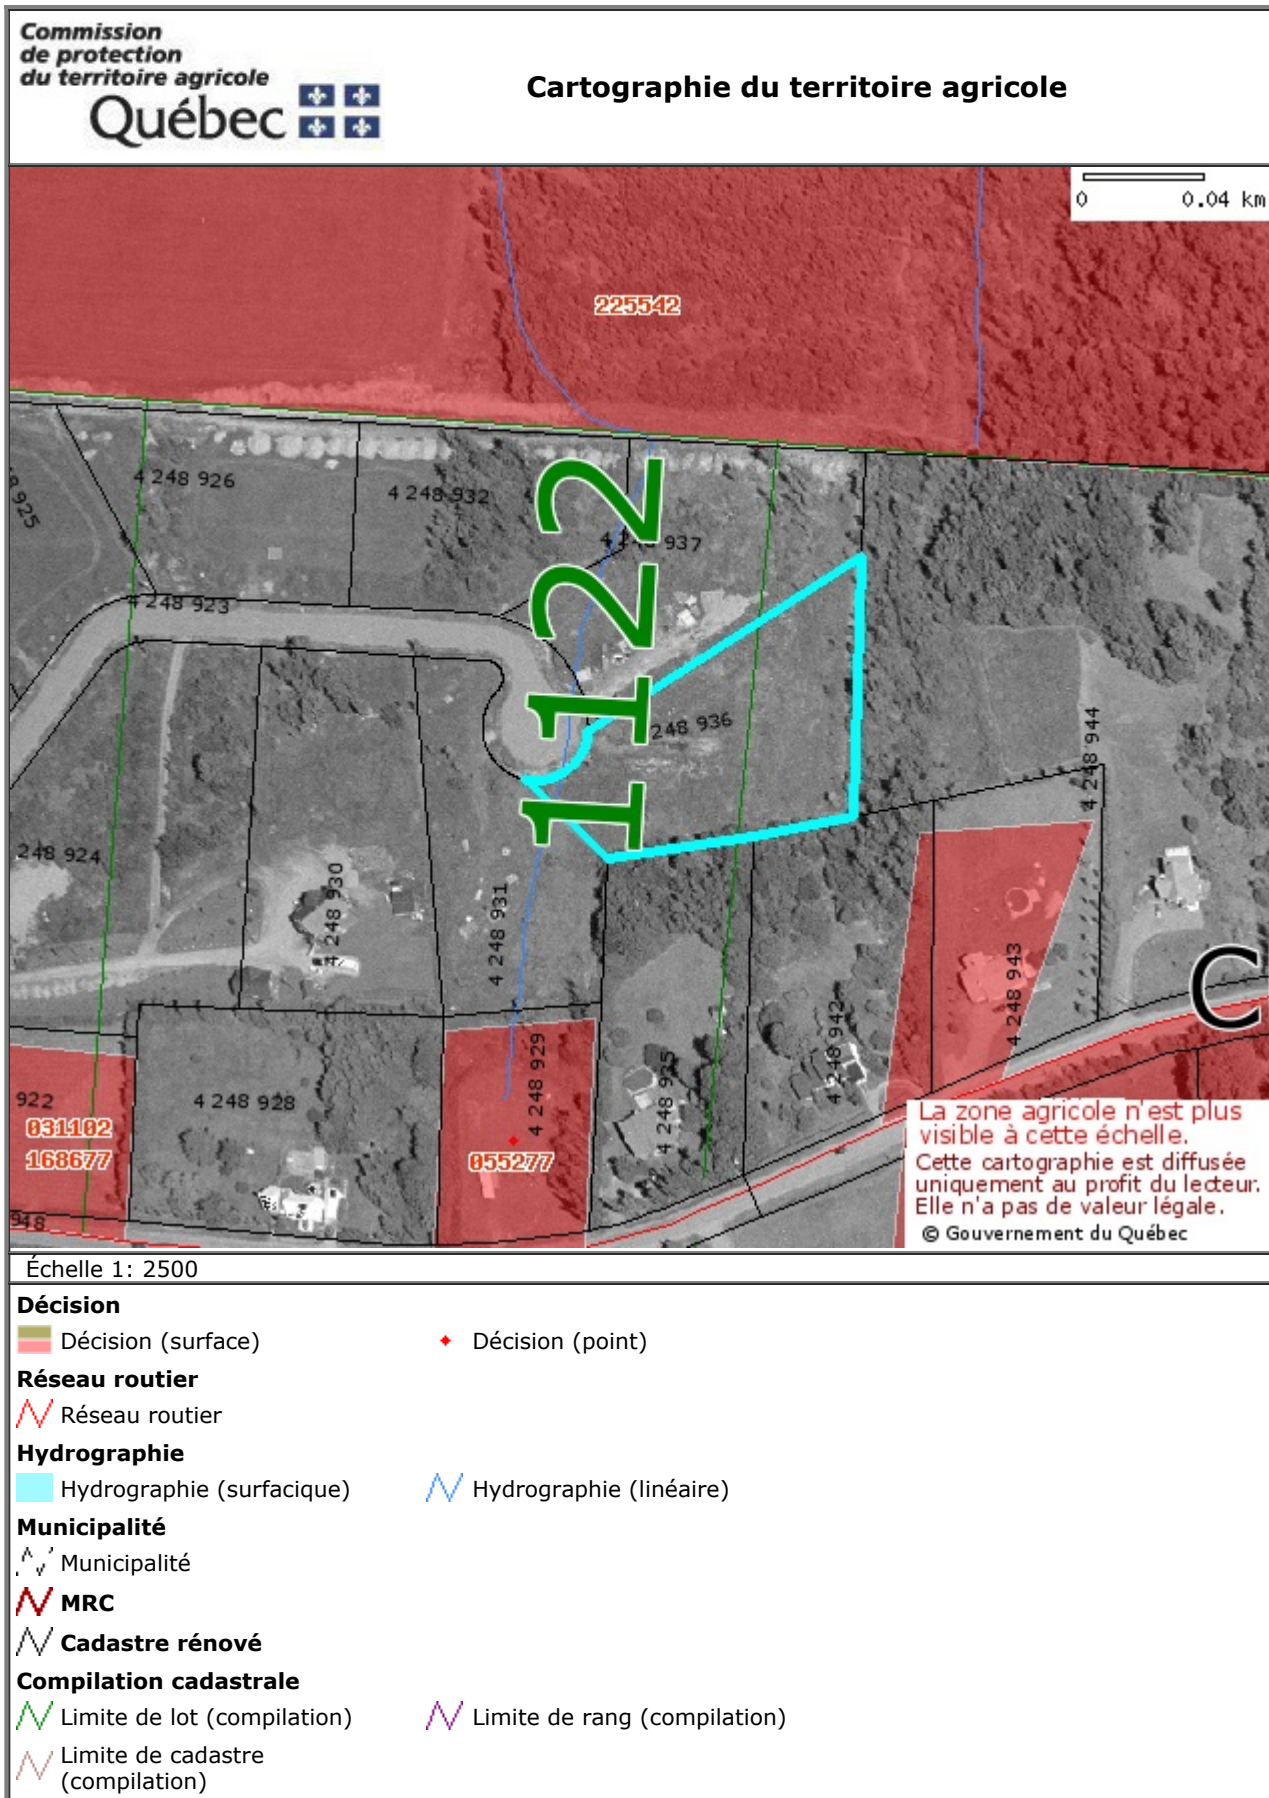 Commission
de protection
du territoire agricole
Québec
Cartographie du territoire agricole
0 0.04 km
225542
4 248 926
4 248 932
925
4 248 937
4 248 923
1122
248 936
4 248 944
248 924
4 248 930
4 248 931
4 248 943
C
4 248 942
4 248 929
4 248 935
922
4 248 928
031102
168677
055277
948
La zone agricole n'est plus
visible à cette échelle.
Cette cartographie est diffusée
uniquement au profit du lecteur.
Elle n'a pas de valeur légale.
© Gouvernement du Québec
Échelle 1: 2500
Décision
Décision (surface) Décision (point)
Réseau routier
Réseau routier
Hydrographie
Hydrographie (surfacique) Hydrographie (linéaire)
Municipalité
Municipalité
MRC
Cadastre rénové
Compilation cadastrale
Limite de lot (compilation) Limite de rang (compilation)
Limite de cadastre
(compilation)